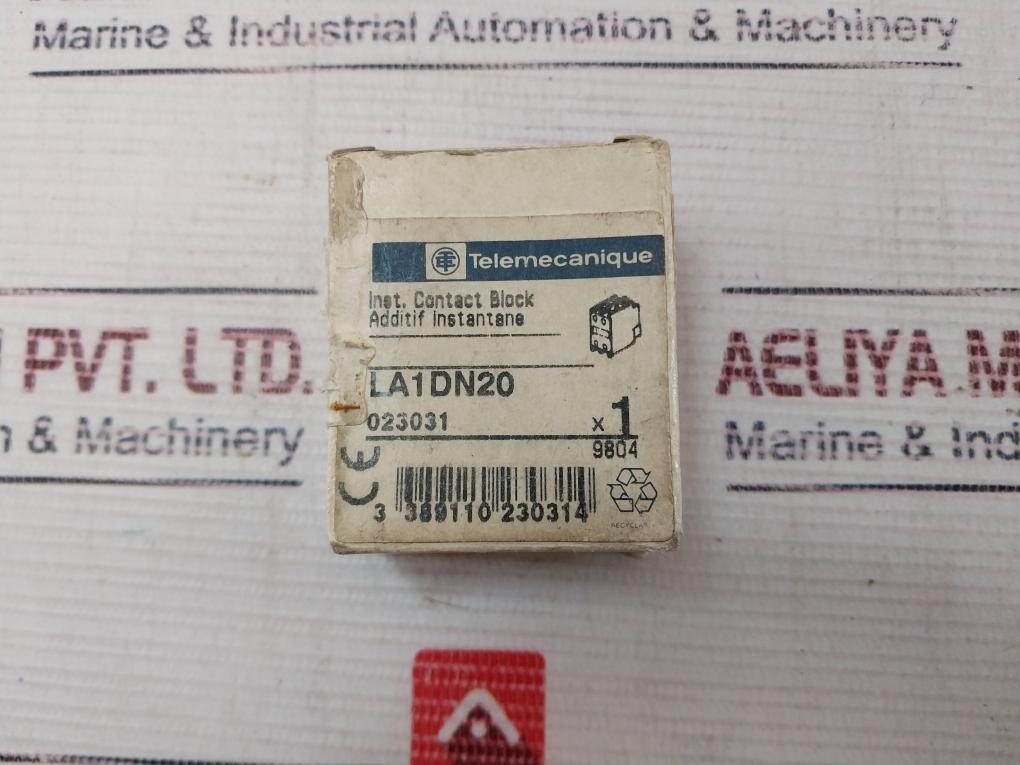 Marine & Industrial Automation & Machinery
Telemecanique
Inst. Contact Block
Additif Instantane
LA1DN20
023031
x 1
9804
CE
3 389110 230314
RECYCLA
PVT. LTD.
AELIYA M
& Machinery
Marine & Ind